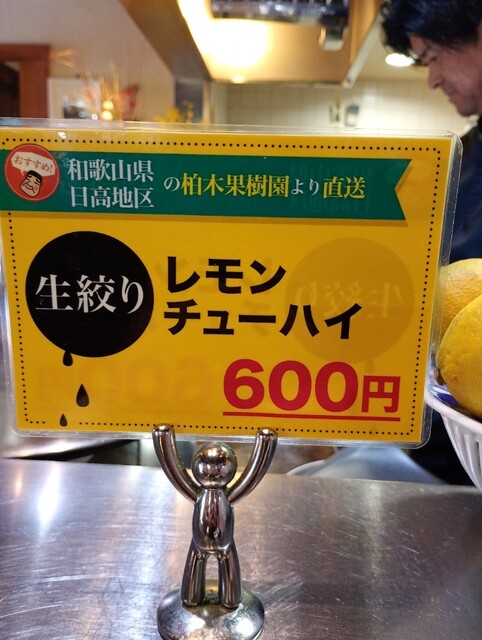 おすすめ!
和歌山県
日高地区
の柏木果樹園より直送
生絞り
レモン
チューハイ
600円